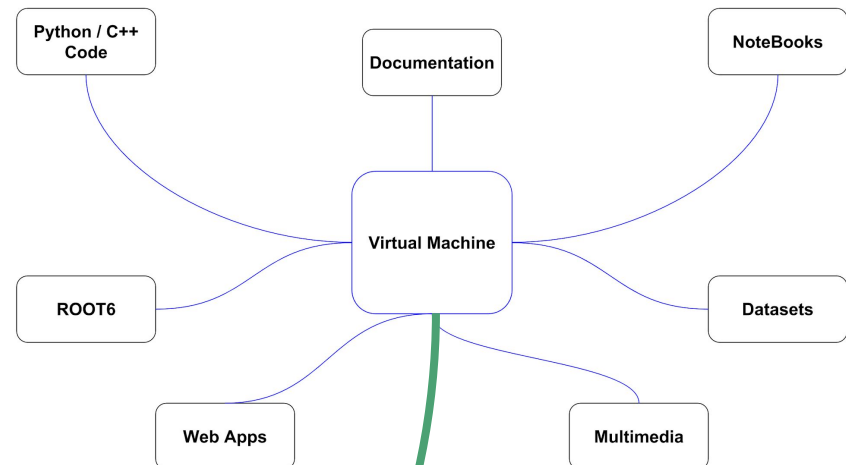 Python / C++
Code
Documentation
NoteBooks
Virtual Machine
ROOT6
Datasets
Web Apps
Multimedia